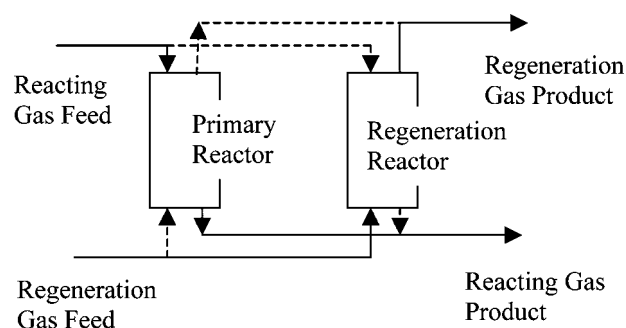 Reacting
Gas Feed
Primary
Reactor
Regeneration
Reactor
Regeneration
Gas Product
Regeneration
Gas Feed
Reacting Gas
Product